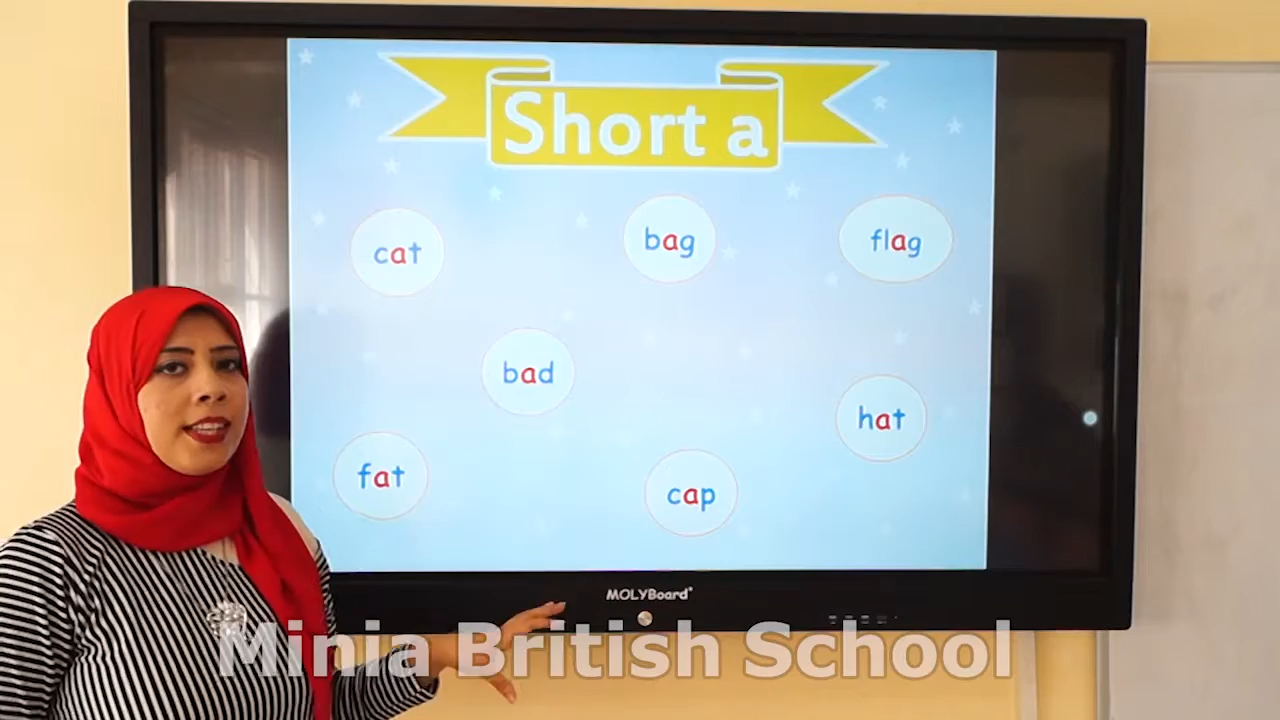 Short a
cat
bag
flag
bad
hat
fat
cap
MOLYBoard
Minia British School